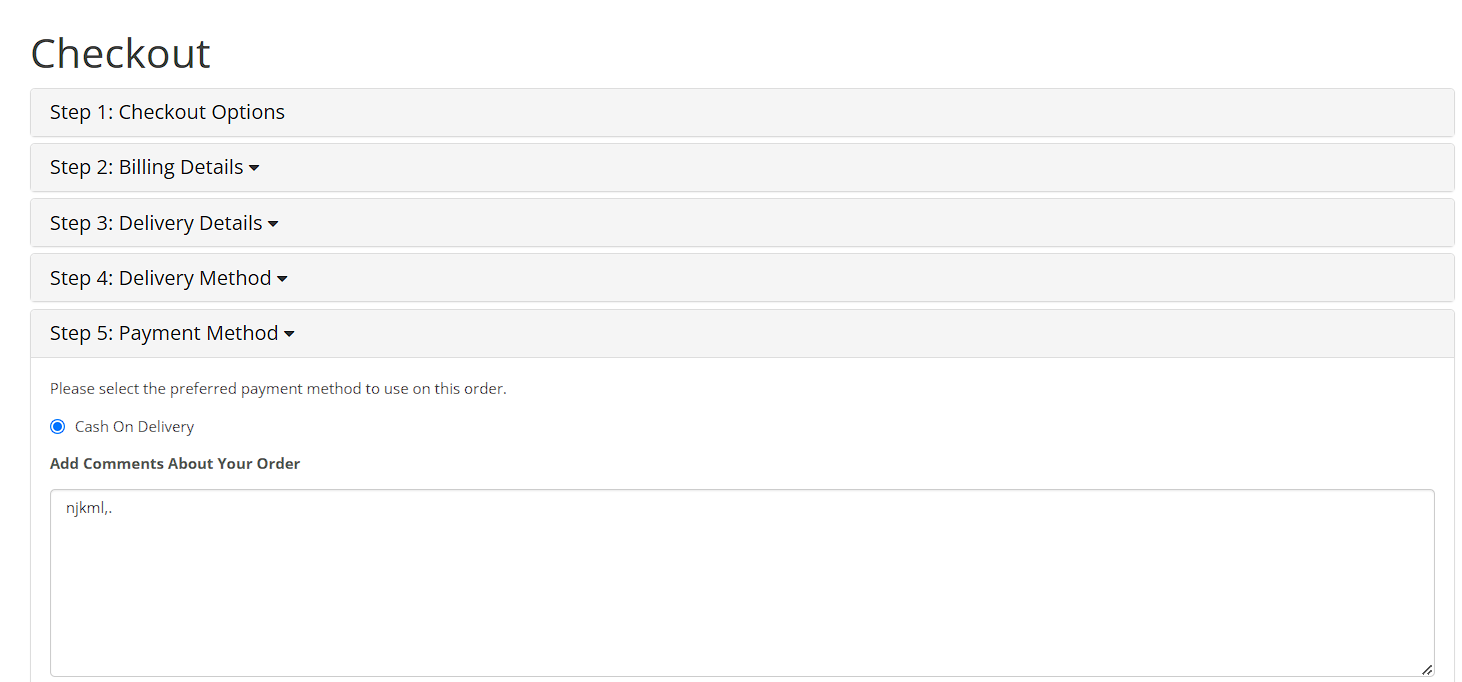 Checkout
Step 1: Checkout Options
Step 2: Billing Details
Step 3: Delivery Details
Step 4: Delivery Method
Step 5: Payment Method
Please select the preferred payment method to use on this order.
Cash On Delivery
Add Comments About Your Order
njkml,.